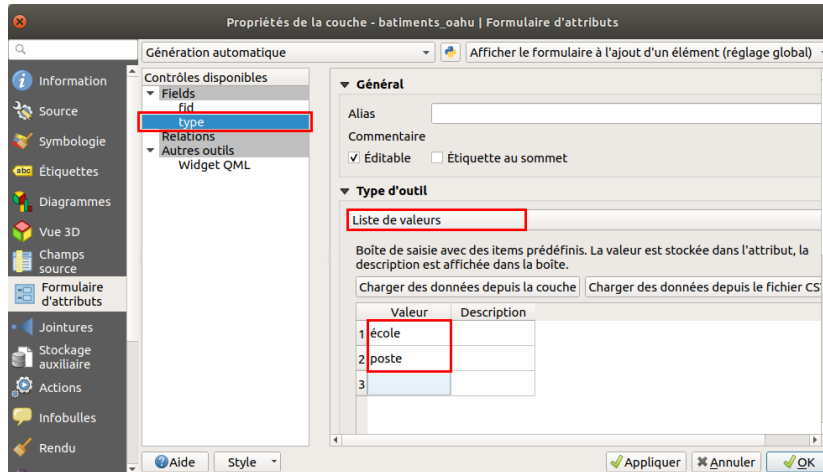 Propriétés de la couche - batiments_oahu | Formulaire d'attributs
Génération automatique
Afficher le formulaire à l'ajout d'un élément (réglage global)
Information
Source
Symbologie
abc Étiquettes
Diagrammes
Vue 3D
Champs
source
Formulaire
d'attributs
Jointures
Stockage
auxiliaire
Actions
Infobulles
Rendu
Contrôles disponibles
Fields
fid
type
Relations
Autres outils
Widget QML
Général
Alias
Commentaire
Éditable Étiquette au sommet
Type d'outil
Liste de valeurs
Boîte de saisie avec des items prédéfinis. La valeur est stockée dans l'attribut, la
description est affichée dans la boîte.
Charger des données depuis la couche Charger des données depuis le fichier CS
Valeur Description
1 école
2 poste
3
Aide Style Appliquer Annuler OK